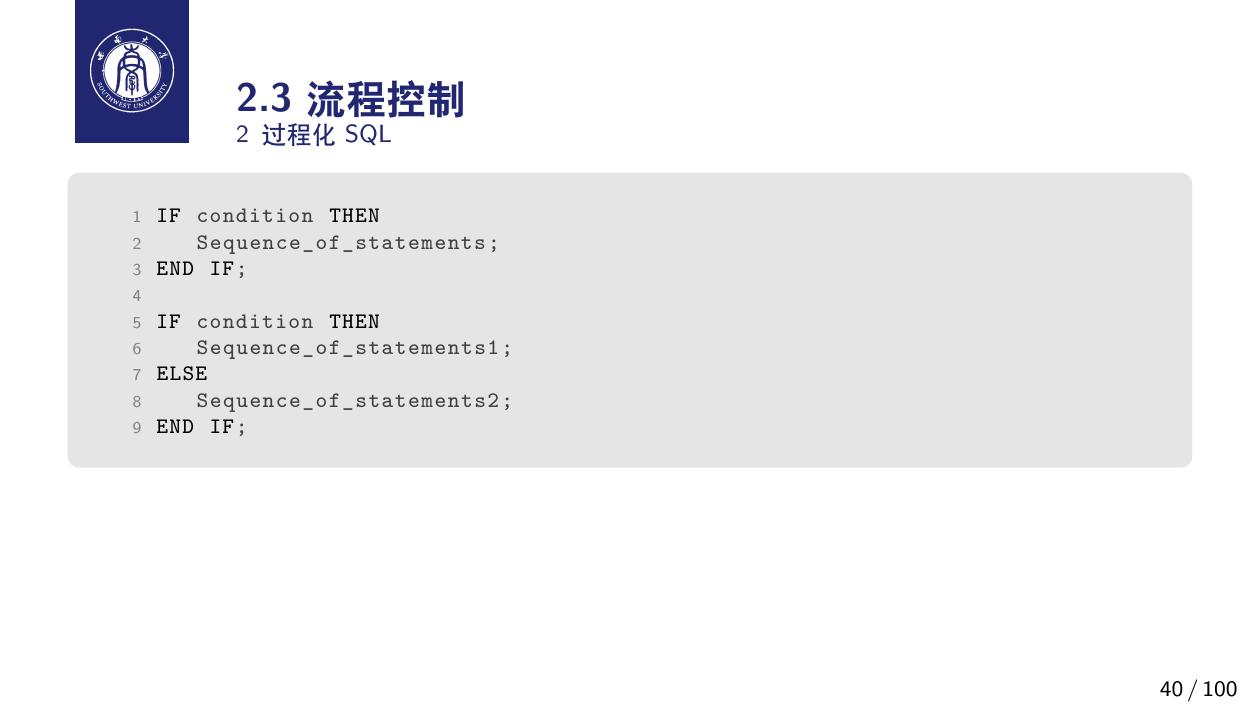 西南大学
SOUTHWEST UNIVERSITY
2.3 流程控制
2 过程化 SQL
1 IF condition THEN
2    Sequence_of_statements;
3 END IF;
4
5 IF condition THEN
6    Sequence_of_statements1;
7 ELSE
8    Sequence_of_statements2;
9 END IF;
40 / 100